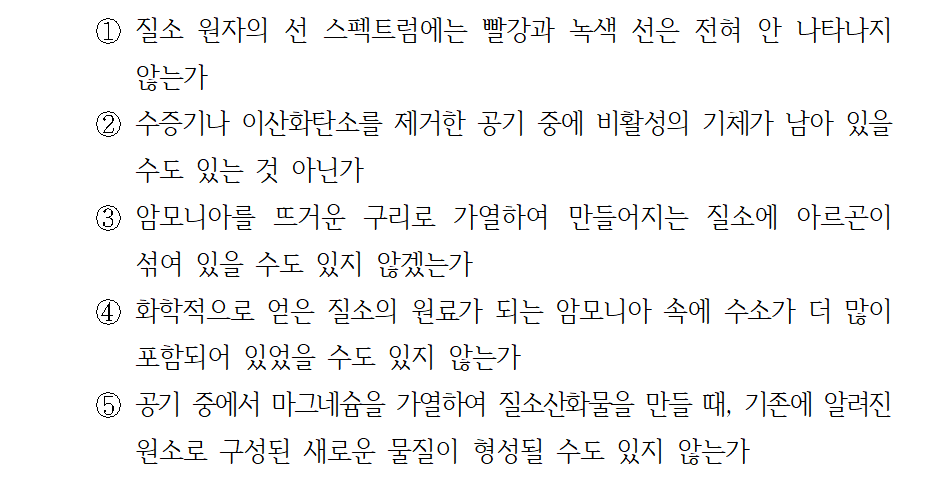 ① 질소 원자의 선 스펙트럼에는 빨강과 녹색 선은 전혀 안 나타나지
않는가
② 수증기나 이산화탄소를 제거한 공기 중에 비활성의 기체가 남아 있을
수도 있는 것 아닌가
③ 암모니아를 뜨거운 구리로 가열하여 만들어지는 질소에 아르곤이
섞여 있을 수도 있지 않겠는가
④ 화학적으로 얻은 질소의 원료가 되는 암모니아 속에 수소가 더 많이
포함되어 있었을 수도 있지 않는가
⑤ 공기 중에서 마그네슘을 가열하여 질소산화물을 만들 때, 기존에 알려진
원소로 구성된 새로운 물질이 형성될 수도 있지 않는가